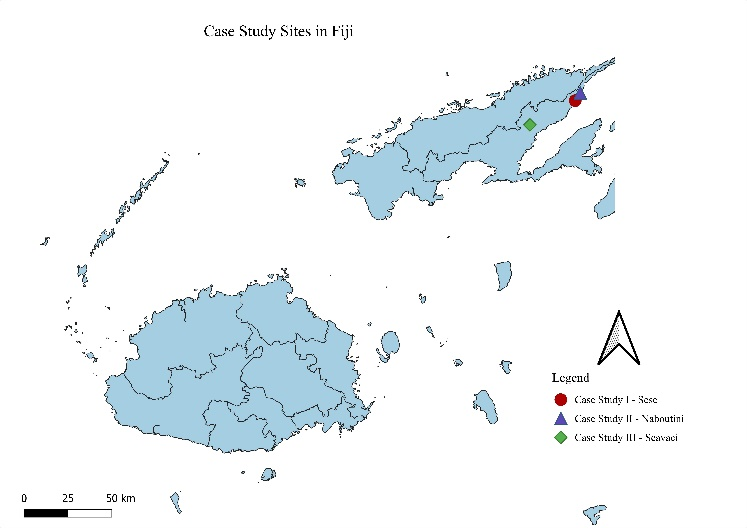 Case Study Sites in Fiji
Legend
Case Study I - Sese
Case Study II - Naboutini
Case Study III - Seavaci
0 25 50 km